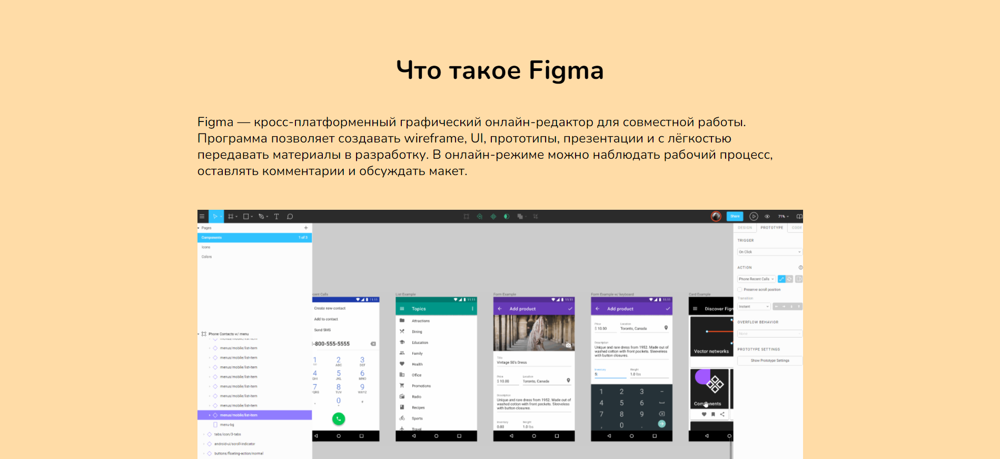 Что такое Figma
Figma — кросс-платформенный графический онлайн-редактор для совместной работы.
Программа позволяет создавать wireframe, UI, прототипы, презентации и с лёгкостью
передавать материалы в разработку. В онлайн-режиме можно наблюдать рабочий процесс,
оставлять комментарии и обсуждать макет.
Share 71%
Pages
Components 1 of 3
Icons
Colors
Phone Contacts w/ menu
menus/mobile/list-item
menus/mobile/list-item
menus/mobile/list-item
menus/mobile/list-item
menus/mobile/list-item
menus/mobile/list-item
menus/mobile/list-item
menus/mobile/list-item
menu-bg
tabs/icon/3-tabs
android-ui/scroll-indicator
buttons/floating-action/normal
Calls
11:11
Create new contact
Add to contact
Send SMS
-800-555-5555
1 2 3
ABC DEF
4 5 6
GHI JKL MNO
7 8 9
PQRS TUV WXYZ
* 0 #
List Example
11:11
Topics
Attractions
Dining
Education
Family
Health
Office
Promotions
Radio
Recipes
Sports
Travel
Form Example
11:11
Add product
Title
Vintage 50's Dress
Price Location
$ 10.00 Toronto, Canada
Description
Unique and rare dress from 1952. Made out of
washed cotton with front pockets. Sleeveless
with button closures.
Inventory Weight
0.00 1.0 lbs
Form Example w/ keyboard
11:11
Add product
Price Location
$ 10.00 Toronto, Canada
Description
Unique and rare dress from 1952. Made out of
washed cotton with front pockets. Sleeveless
with button closures.
Inventory Weight
5 1.0 lbs
1 2 3 -
4 5 6
7 8 9
, 0 .
Card Example
Discover Fig
Vector networks
Components
DESIGN PROTOTYPE CODE
TRIGGER
On Click
ACTION
Phone Recent Calls
Preserve scroll position
Transition
Instant
OVERFLOW BEHAVIOR
None
PROTOTYPE SETTINGS
Show Prototype Settings